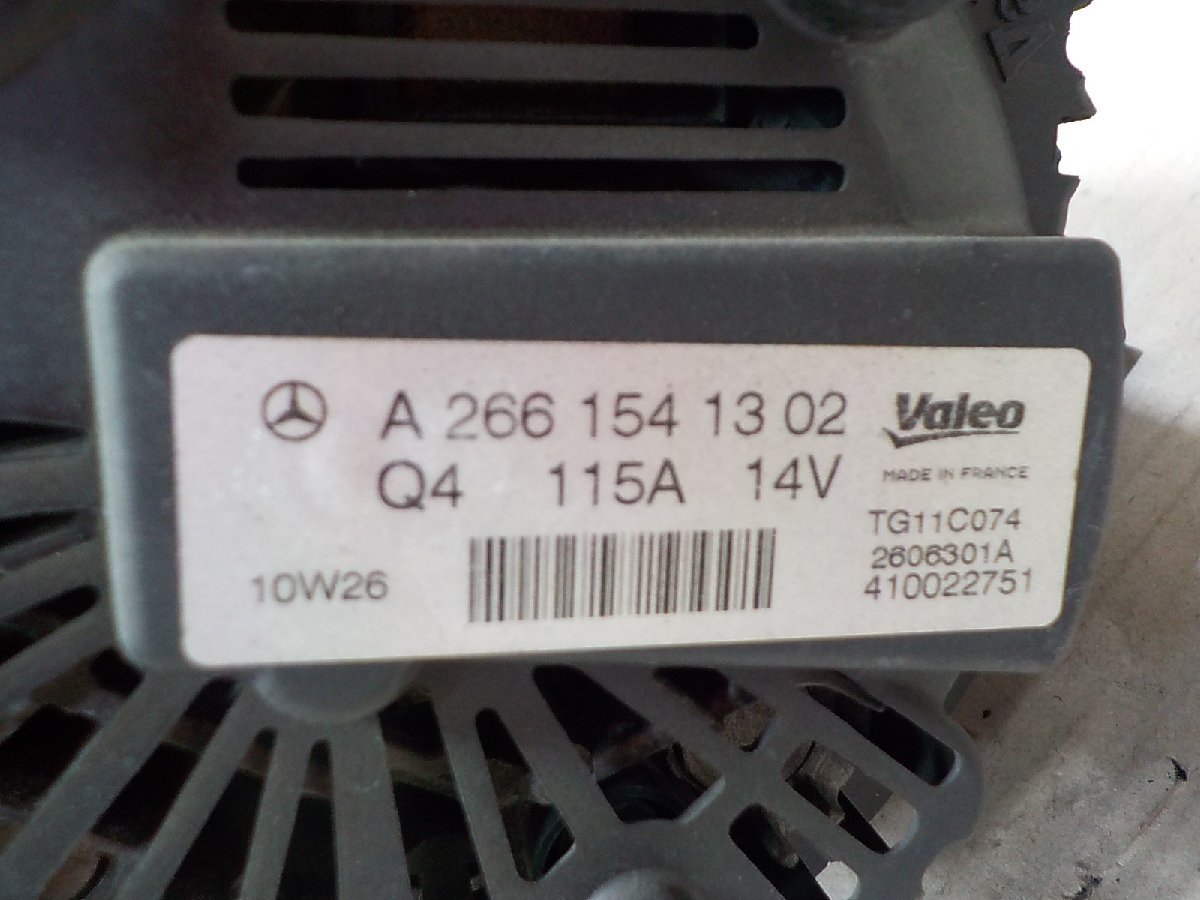 A 266 154 13 02
Valeo
Q4 115A 14V
MADE IN FRANCE
TG11C074
2606301A
410022751
10W26